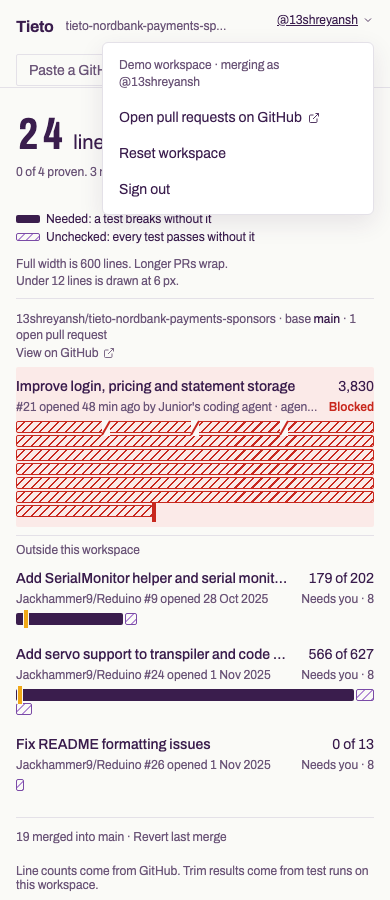 Tieto
tieto-nordbank-payments-sp...
@13shreyansh
Paste a GitH
Demo workspace · merging as
@13shreyansh
Open pull requests on GitHub
Reset workspace
Sign out
24 line
0 of 4 proven. 3 r
Needed: a test breaks without it
Unchecked: every test passes without it
Full width is 600 lines. Longer PRs wrap.
Under 12 lines is drawn at 6 px.
13shreyansh/tieto-nordbank-payments-sponsors · base main · 1
open pull request
View on GitHub
Improve login, pricing and statement storage 3,830
#21 opened 48 min ago by Junior's coding agent · agen... Blocked
Outside this workspace
Add SerialMonitor helper and serial monit... 179 of 202
Jackhammer9/Reduino #9 opened 28 Oct 2025 Needs you · 8
Add servo support to transpiler and code ... 566 of 627
Jackhammer9/Reduino #24 opened 1 Nov 2025 Needs you · 8
Fix README formatting issues 0 of 13
Jackhammer9/Reduino #26 opened 1 Nov 2025 Needs you · 8
19 merged into main · Revert last merge
Line counts come from GitHub. Trim results come from test runs on
this workspace.